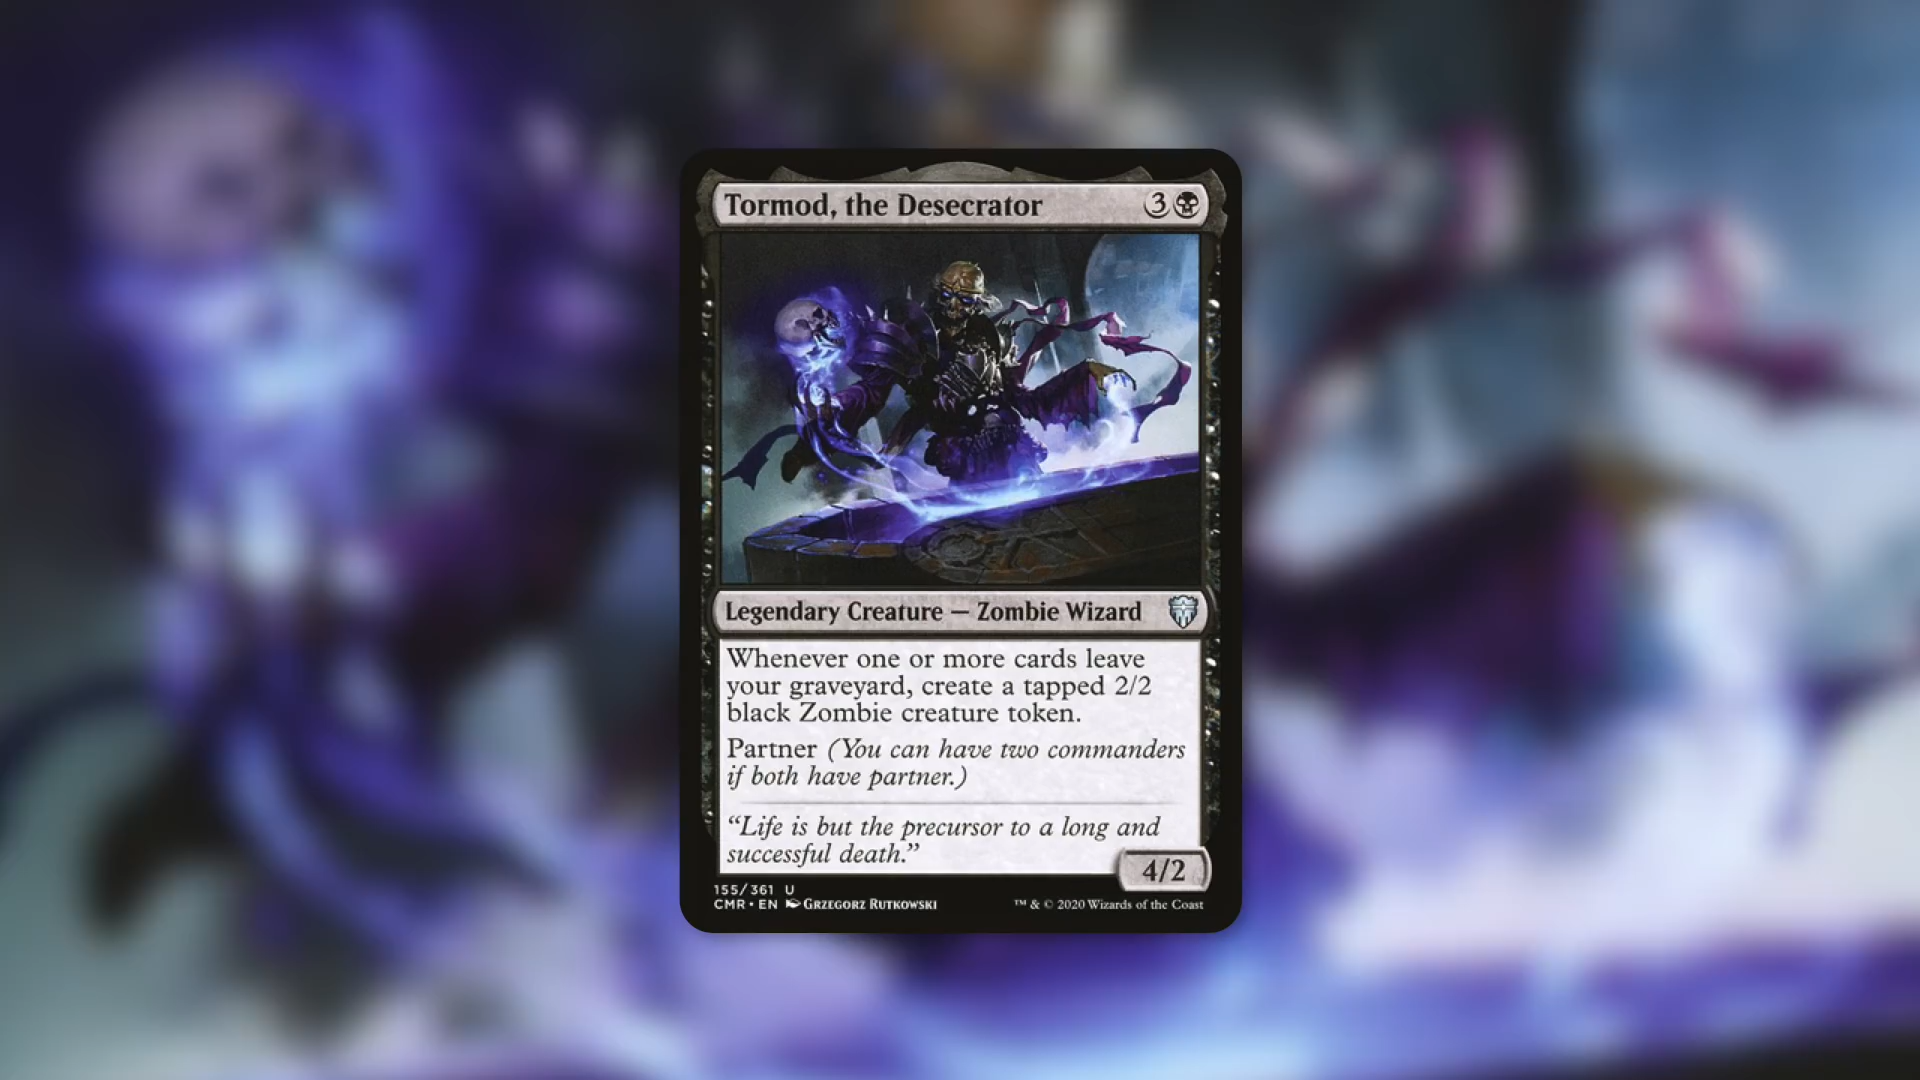 Tormod, the Desecrator 3
Legendary Creature — Zombie Wizard
Whenever one or more cards leave
your graveyard, create a tapped 2/2
black Zombie creature token.
Partner (You can have two commanders
if both have partner.)
“Life is but the precursor to a long and
successful death.”
4/2
155/361 U
CMR • EN Grzegorz Rutkowski
™ & © 2020 Wizards of the Coast